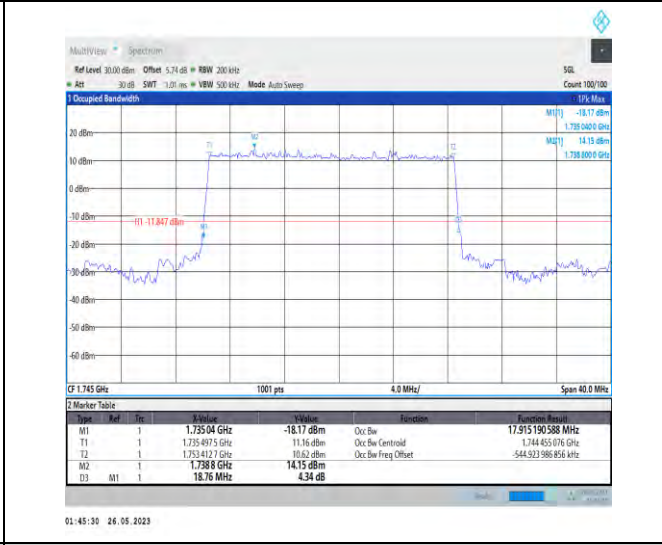 MultiView Spectrum
Ref Level 30.00 dBm Offset 5.74 dB RBW 200 kHz SGL
Att 30 dB SWT 1.01 ms VBW 500 kHz Mode Auto Sweep Count 100/100
1 Occupied Bandwidth 1Pk Max
M1[1] -18.17 dBm
1.735 040 0 GHz
M2[1] 14.15 dBm
1.738 800 0 GHz
20 dBm
T1 M2 T2
10 dBm
0 dBm
-10 dBm
H1 -11.847 dBm
M1
-20 dBm
-30 dBm
-40 dBm
-50 dBm
-60 dBm
CF 1.745 GHz 1001 pts 4.0 MHz/ Span 40.0 MHz
2 Marker Table
Type Ref Trc X-Value Y-Value Function Function Result
M1 1 1.735 04 GHz -18.17 dBm Occ Bw 17.915 190 588 MHz
T1 1 1.735 497 5 GHz 11.16 dBm Occ Bw Centroid 1.744 455 076 GHz
T2 1 1.753 412 7 GHz 10.62 dBm Occ Bw Freq Offset -544.923 986 856 kHz
M2 1 1.738 8 GHz 14.15 dBm
D3 M1 1 18.76 MHz 4.34 dB
01:45:30 26.05.2023